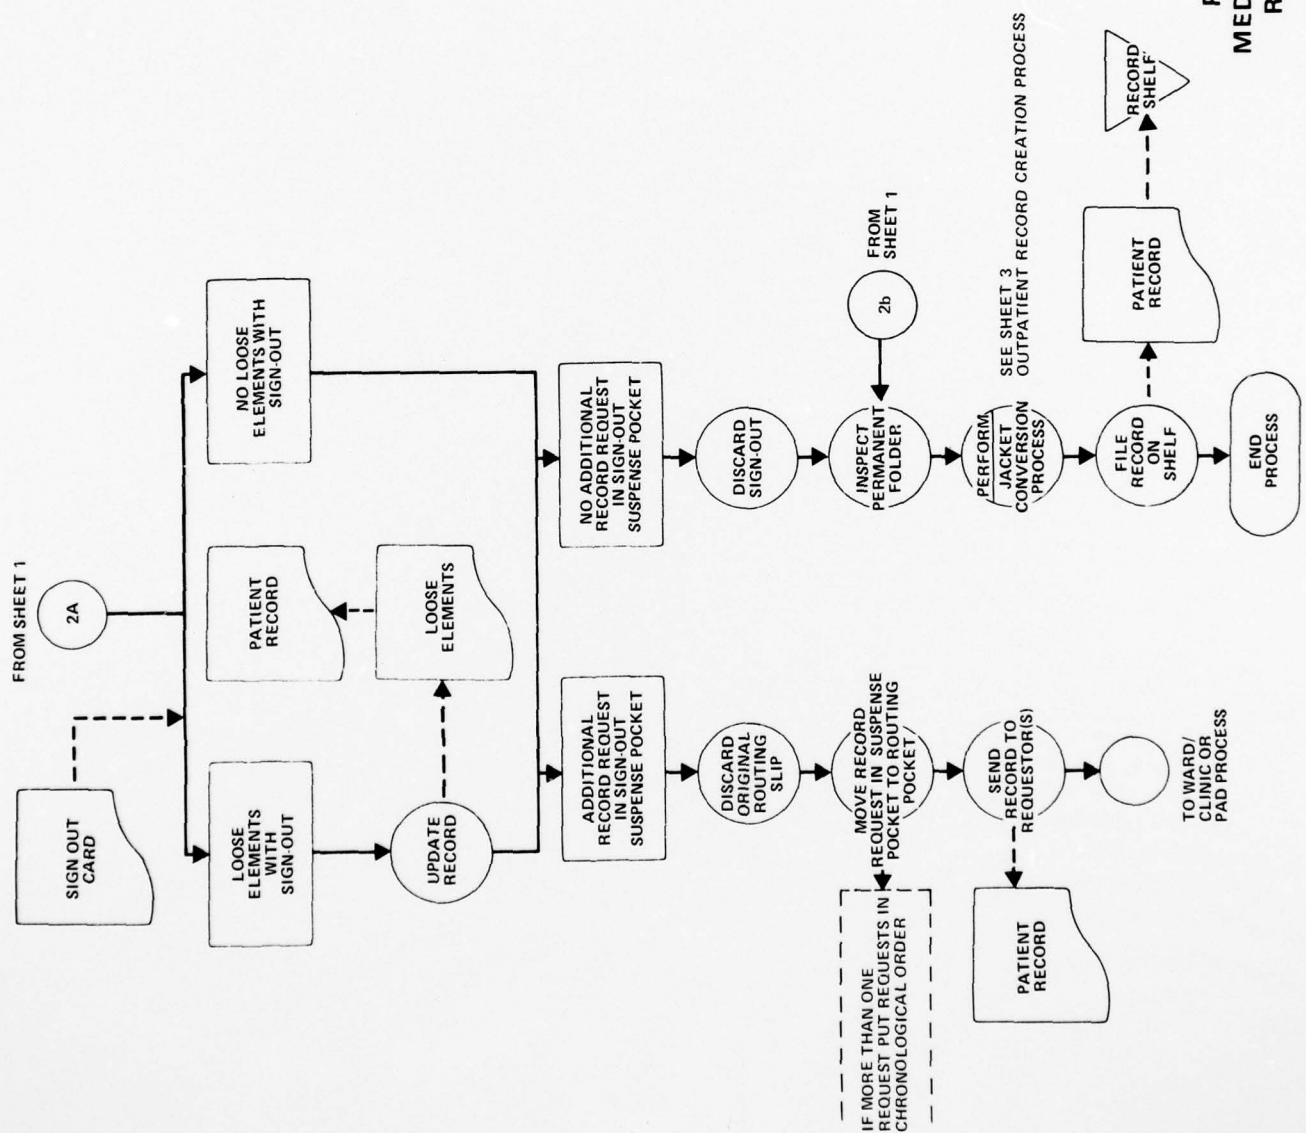 FROM SHEET 1
2A
SIGN OUT
CARD
LOOSE
ELEMENTS
WITH
SIGN-OUT
PATIENT
RECORD
NO LOOSE
ELEMENTS WITH
SIGN-OUT
UPDATE
RECORD
LOOSE
ELEMENTS
ADDITIONAL
RECORD REQUEST
IN SIGN-OUT
SUSPENSE POCKET
NO ADDITIONAL
RECORD REQUEST
IN SIGN-OUT
SUSPENSE POCKET
DISCARD
ORIGINAL
ROUTING
SLIP
DISCARD
SIGN-OUT
IF MORE THAN ONE
REQUEST PUT REQUESTS IN
CHRONOLOGICAL ORDER
MOVE RECORD
REQUEST IN SUSPENSE
POCKET TO ROUTING
POCKET
INSPECT
PERMANENT
FOLDER
2b
FROM
SHEET 1
PATIENT
RECORD
SEND
RECORD TO
REQUESTOR(S)
PERFORM
JACKET
CONVERSION
PROCESS
SEE SHEET 3
OUTPATIENT RECORD CREATION PROCESS
TO WARD/
CLINIC OR
PAD PROCESS
FILE
RECORD
ON
SHELF
PATIENT
RECORD
RECORD
SHELF
END
PROCESS
MED
R